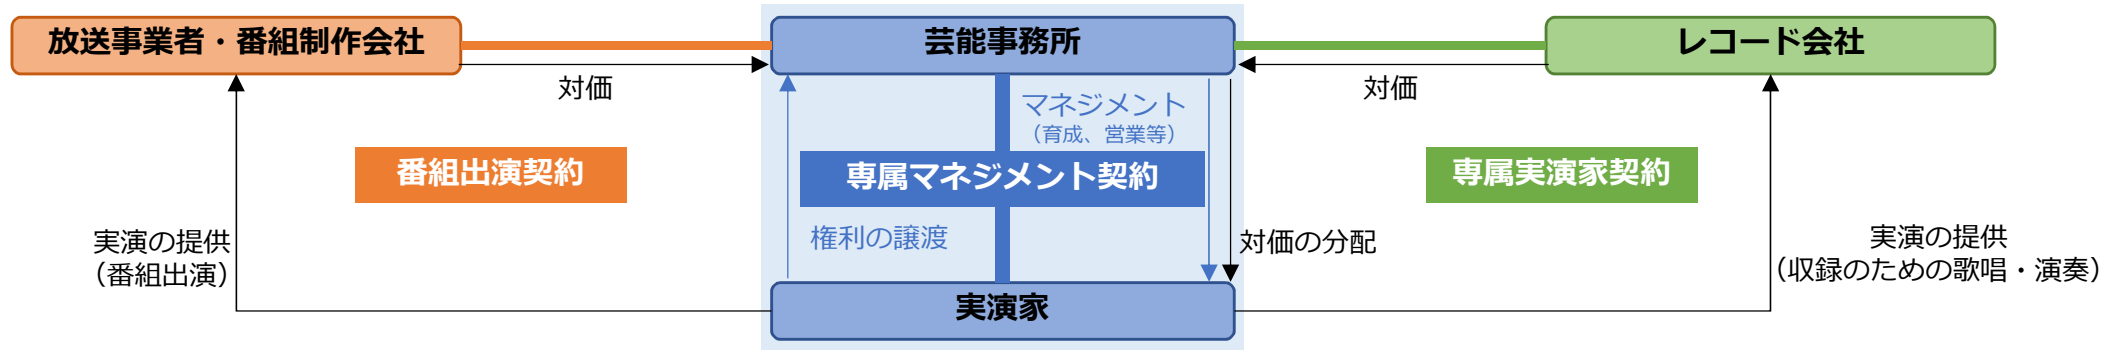 放送事業者・番組制作会社
芸能事務所
レコード会社
対価
対価
マネジメント
（育成、営業等）
番組出演契約
専属マネジメント契約
専属実演家契約
実演の提供
（番組出演）
権利の譲渡
対価の分配
実演の提供
（収録のための歌唱・演奏）
実演家